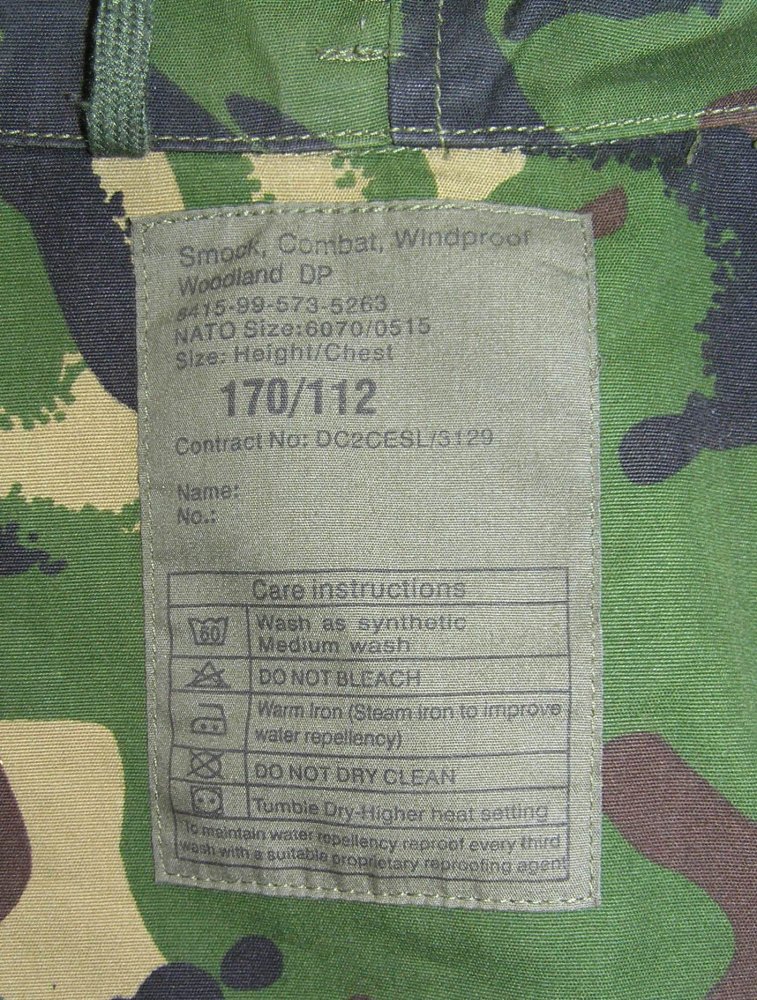 Smock, Combat, Windproof
Woodland DP
8415-99-573-5263
NATO Size:6070/0515
Size: Height/Chest
170/112
Contract No: DC2CESL/3129
Name:
No.:
Care instructions
60
Wash as synthetic
Medium wash
DO NOT BLEACH
Warm Iron (Steam iron to improve
water repellency)
DO NOT DRY CLEAN
Tumble Dry-Higher heat setting
To maintain water repellency reproof every third
wash with a suitable proprietary reproofing agent